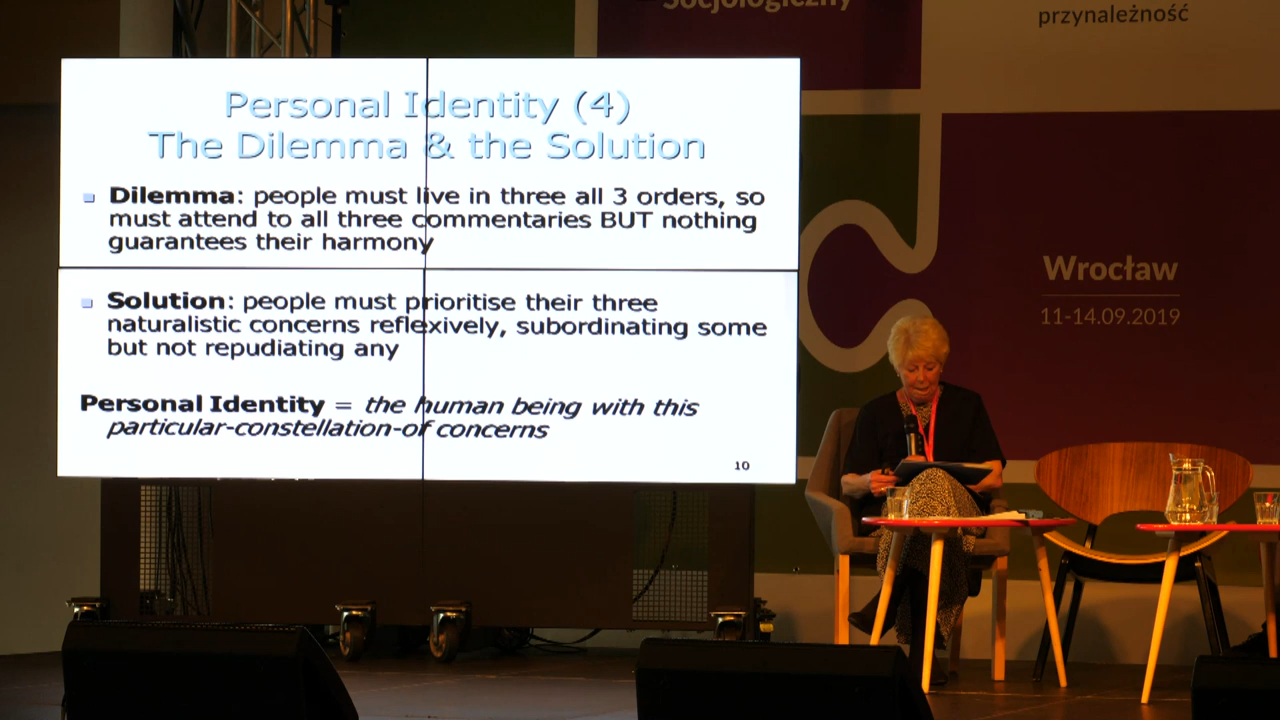 Socjologiczny
przynależność
Personal Identity (4)
The Dilemma & the Solution
Dilemma: people must live in three all 3 orders, so
must attend to all three commentaries BUT nothing
guarantees their harmony
Solution: people must prioritise their three
naturalistic concerns reflexively, subordinating some
but not repudiating any
Personal Identity = the human being with this
particular-constellation-of concerns
10
Wrocław
11-14.09.2019